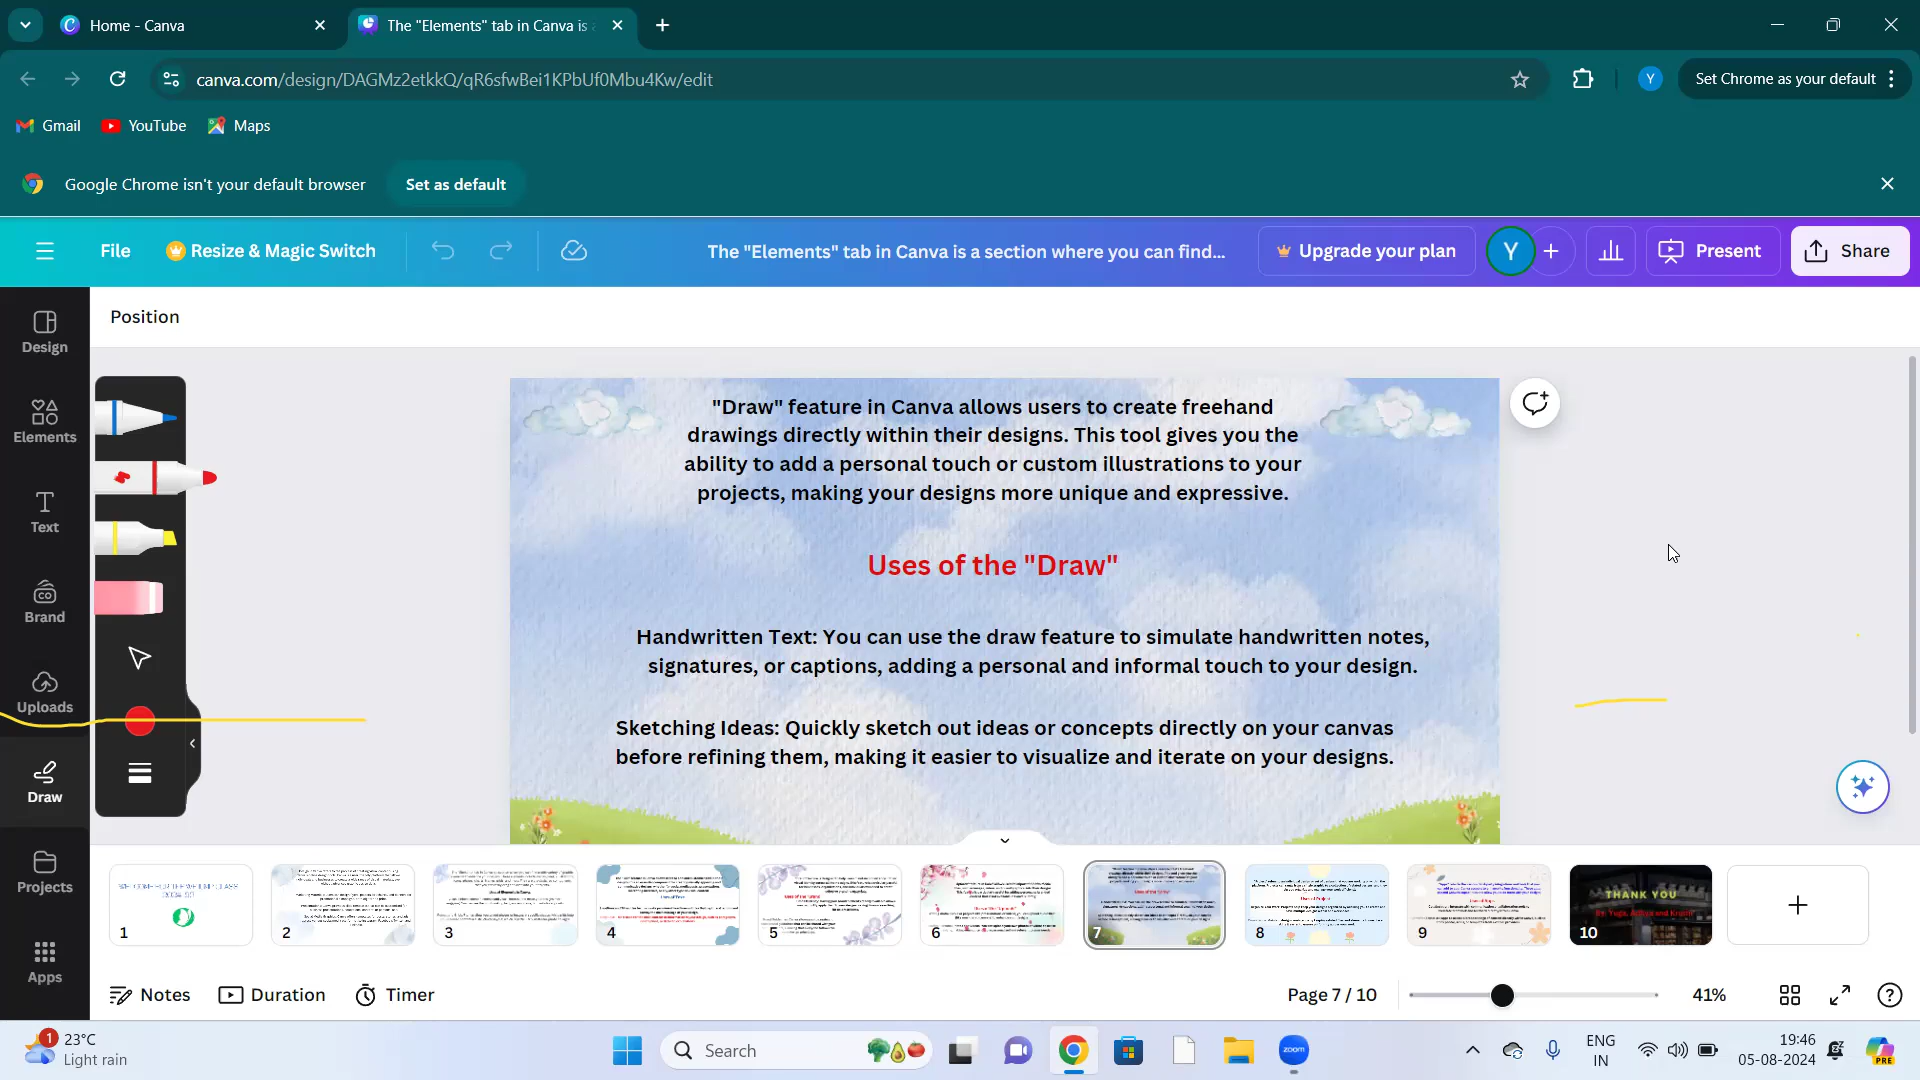 Home - Canva
The "Elements" tab in Canva is
canva.com/design/DAGMz2etkkQ/qR6sfwBei1KPbUf0Mbu4Kw/edit
Y
Set Chrome as your default
Gmail
YouTube
Maps
Google Chrome isn't your default browser
Set as default
File
Resize & Magic Switch
The "Elements" tab in Canva is a section where you can find...
Upgrade your plan
Y
Present
Share
Position
Design
Elements
Text
Brand
Uploads
Draw
Projects
Apps
"Draw" feature in Canva allows users to create freehand
drawings directly within their designs. This tool gives you the
ability to add a personal touch or custom illustrations to your
projects, making your designs more unique and expressive.
Uses of the "Draw"
Handwritten Text: You can use the draw feature to simulate handwritten notes,
signatures, or captions, adding a personal and informal touch to your design.
Sketching Ideas: Quickly sketch out ideas or concepts directly on your canvas
before refining them, making it easier to visualize and iterate on your designs.
1
2
3
4
5
6
7
8
9
THANK YOU
10
Notes
Duration
Timer
Page 7 / 10
41%
1
23°C
Light rain
Search
zoom
ENG
IN
19:46
05-08-2024
PRE